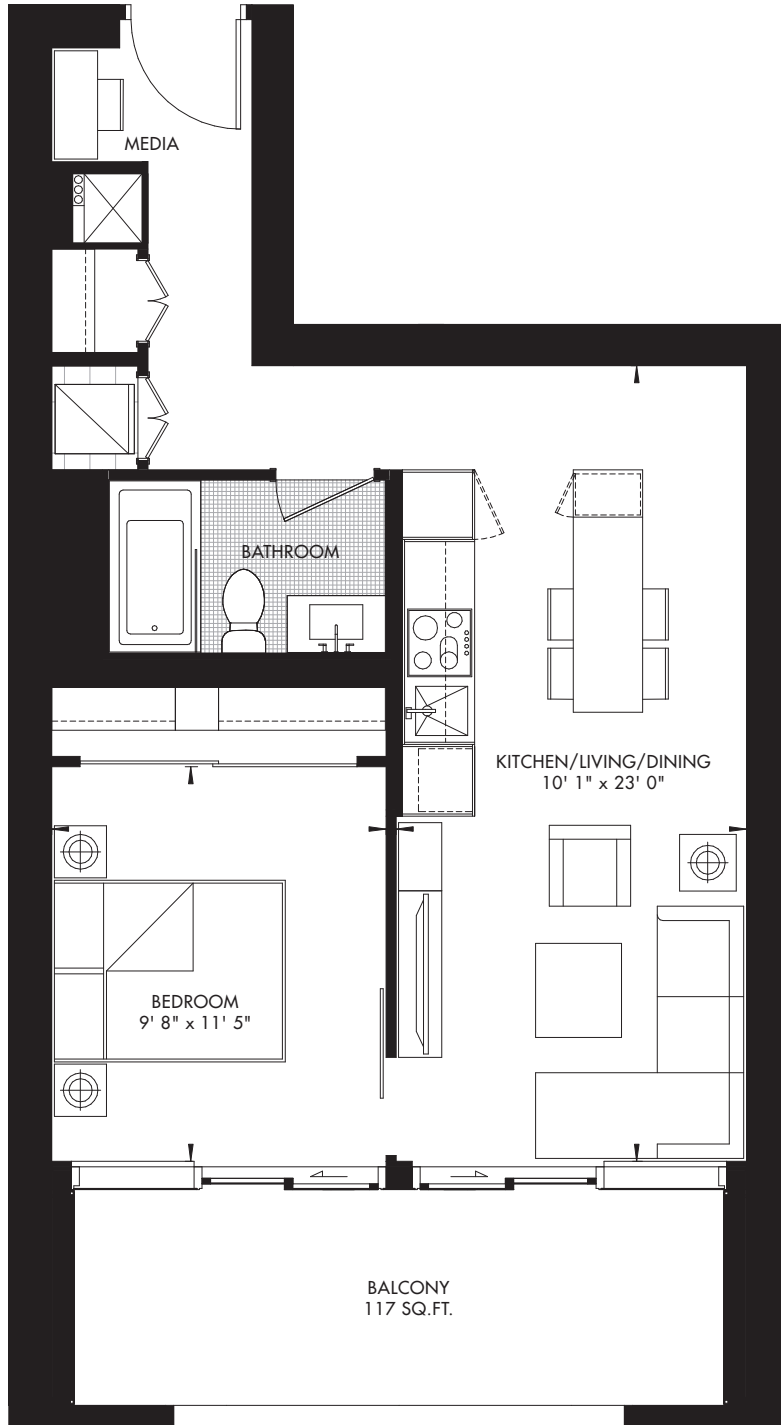 MEDIA
BATHROOM
KITCHEN/LIVING/DINING
10' 1" x 23' 0"
BEDROOM
9' 8" x 11' 5"
BALCONY
117 SQ.FT.